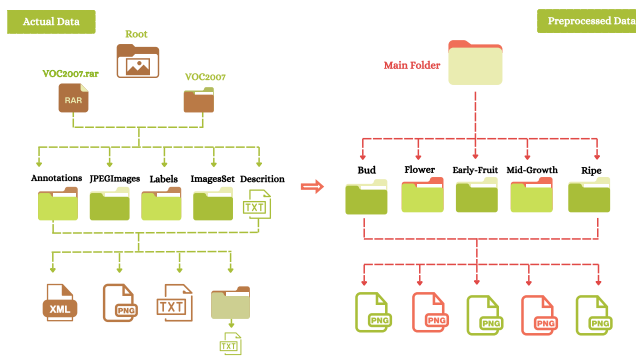 Actual Data
Preprocessed Data
Root
VOC2007.rar
VOC2007
RAR
Main Folder
Annotations
JPEGImages
Labels
ImagesSet
Descrition
TXT
Bud
Flower
Early-Fruit
Mid-Growth
Ripe
XML
PNG
TXT
TXT
PNG
PNG
PNG
PNG
PNG